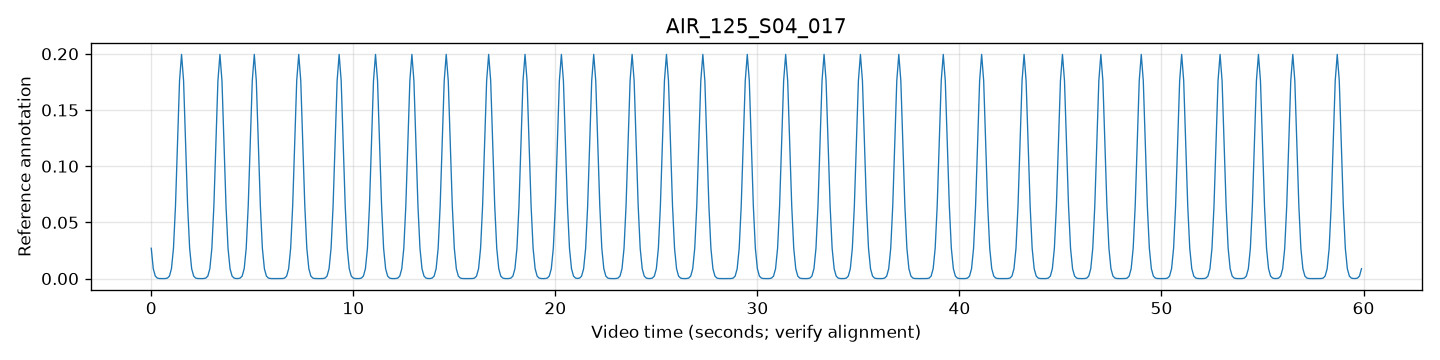 AIR_125_S04_017
Reference annotation
0.20
0.15
0.10
0.05
0.00
0 10 20 30 40 50 60
Video time (seconds; verify alignment)